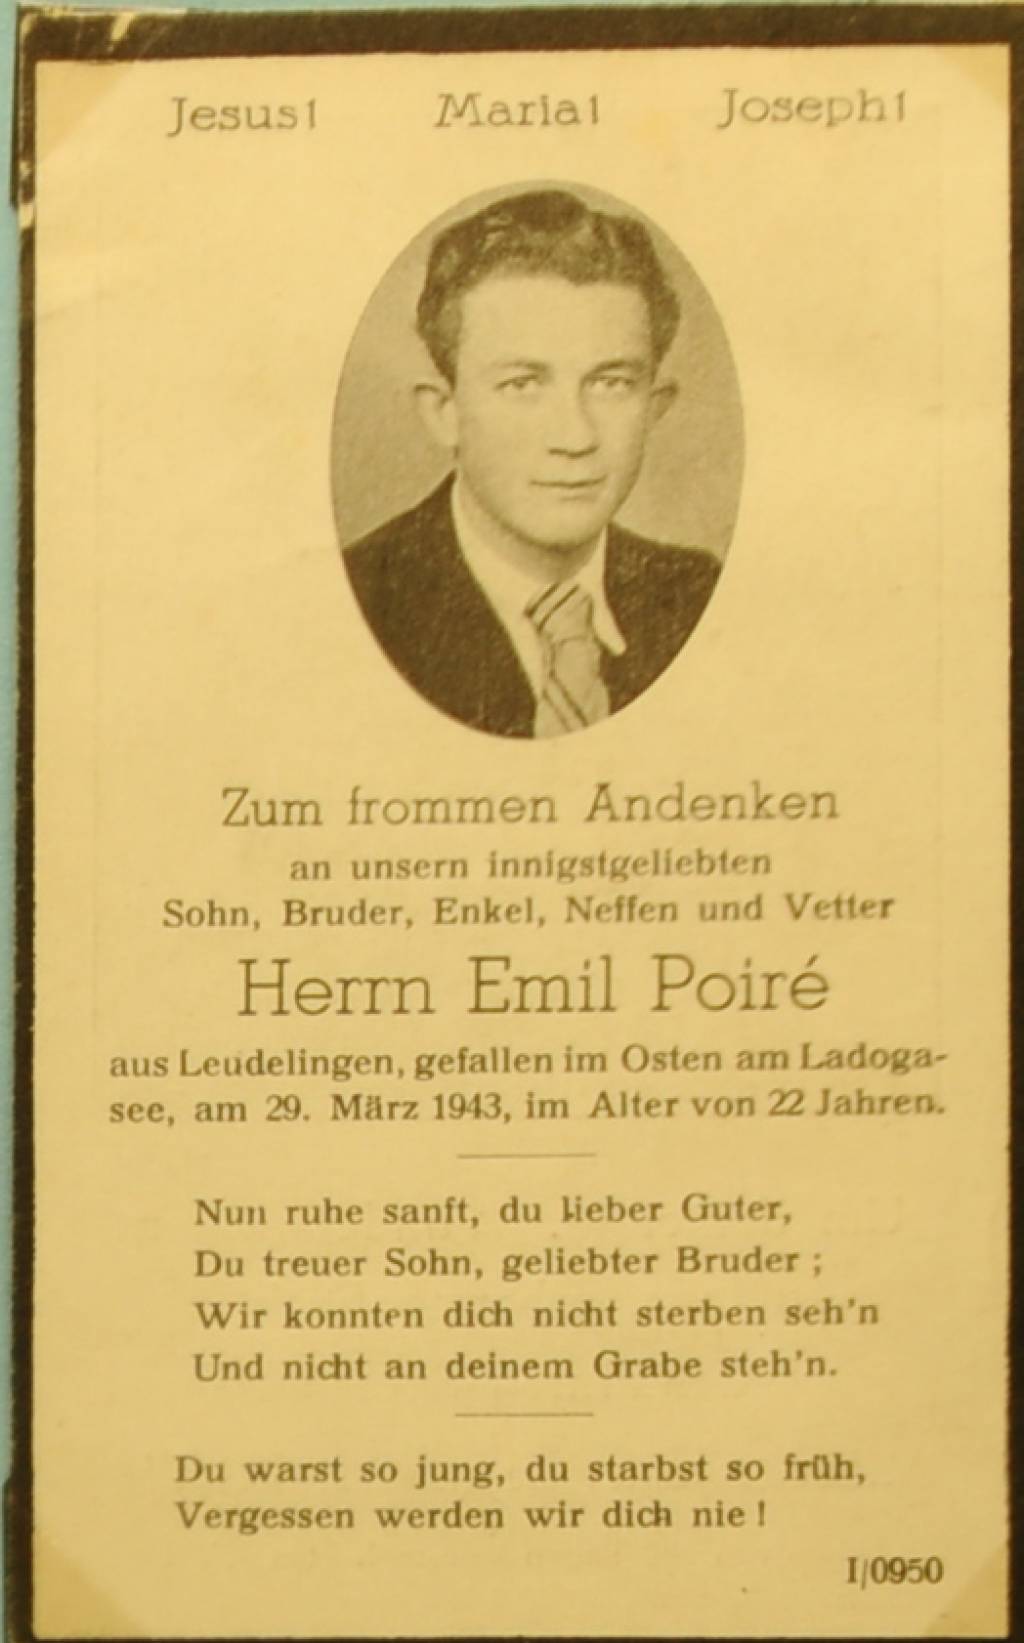 Jesus! Maria! Joseph!
Zum frommen Andenken
an unsern innigstgeliebten
Sohn, Bruder, Enkel, Neffen und Vetter
Herrn Emil Poiré
aus Leudelingen, gefallen im Osten am Ladoga-
see, am 29. März 1943, im Alter von 22 Jahren.
Nun ruhe sanft, du lieber Guter,
Du treuer Sohn, geliebter Bruder ;
Wir konnten dich nicht sterben seh'n
Und nicht an deinem Grabe steh'n.
Du warst so jung, du starbst so früh,
Vergessen werden wir dich nie !
I/0950